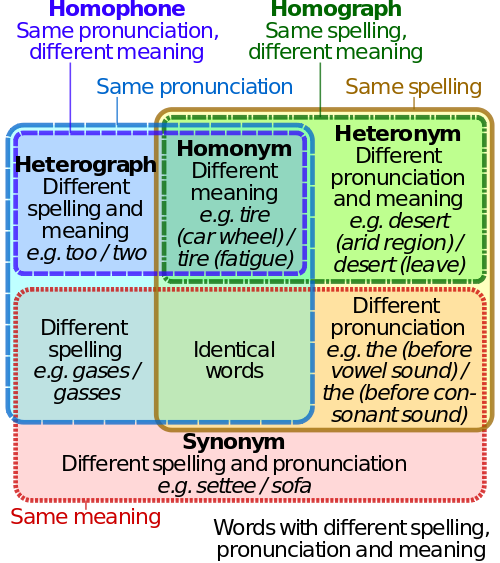 Homophone
Same pronunciation,
different meaning
Homograph
Same spelling,
different meaning
Same pronunciation
Same spelling
Heterograph
Different
spelling and
meaning
e.g. too / two
Homonym
Different
meaning
e.g. tire
(car wheel) /
tire (fatigue)
Heteronym
Different
pronunciation
and meaning
e.g. desert
(arid region) /
desert (leave)
Different
spelling
e.g. gases /
gasses
Identical
words
Different
pronunciation
e.g. the (before
vowel sound) /
the (before con-
sonant sound)
Synonym
Different spelling and pronunciation
e.g. settee / sofa
Same meaning
Words with different spelling,
pronunciation and meaning